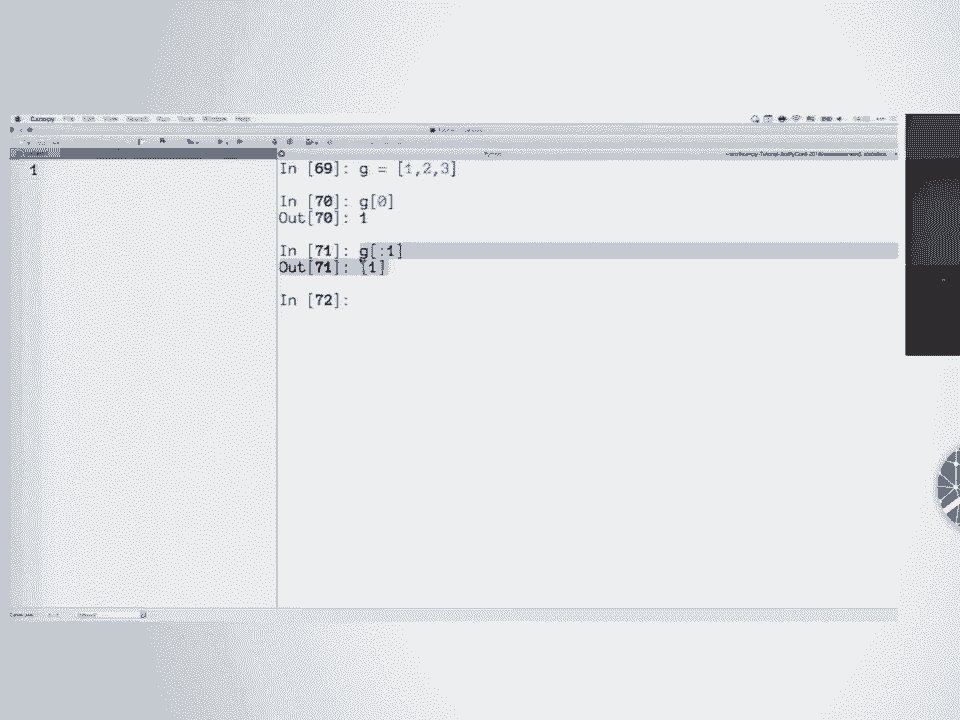 Canopy File Edit View Search Run Tools Window Help
1
In [69]: g = [1,2,3]
In [70]: g[0]
Out[70]: 1
In [71]: g[:1]
Out[71]: [1]
In [72]: